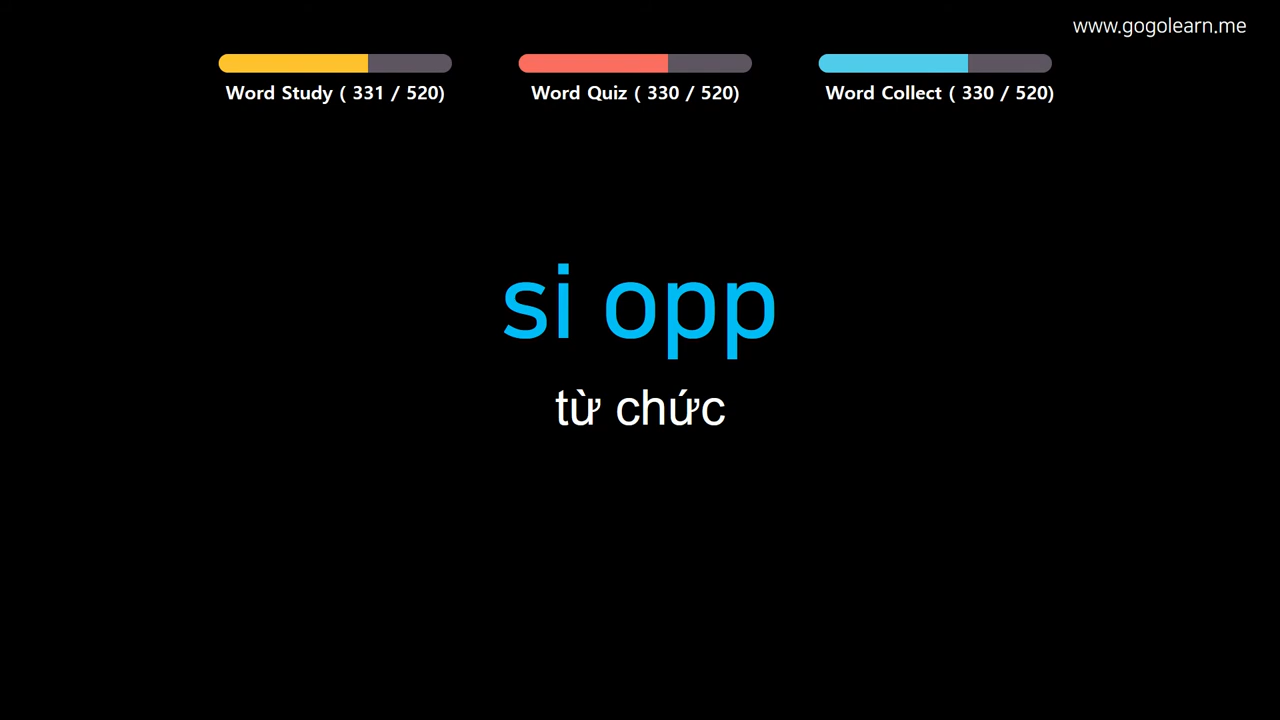 www.gogolearn.me
Word Study ( 331 / 520)
Word Quiz ( 330 / 520)
Word Collect ( 330 / 520)
si opp
từ chức